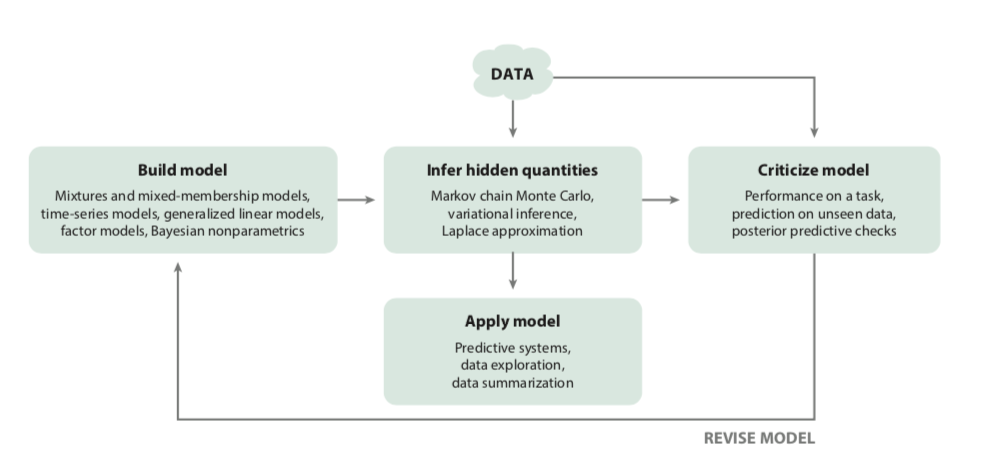 DATA
Build model
Mixtures and mixed-membership models,
time-series models, generalized linear models,
factor models, Bayesian nonparametrics
Infer hidden quantities
Markov chain Monte Carlo,
variational inference,
Laplace approximation
Criticize model
Performance on a task,
prediction on unseen data,
posterior predictive checks
Apply model
Predictive systems,
data exploration,
data summarization
REVISE MODEL